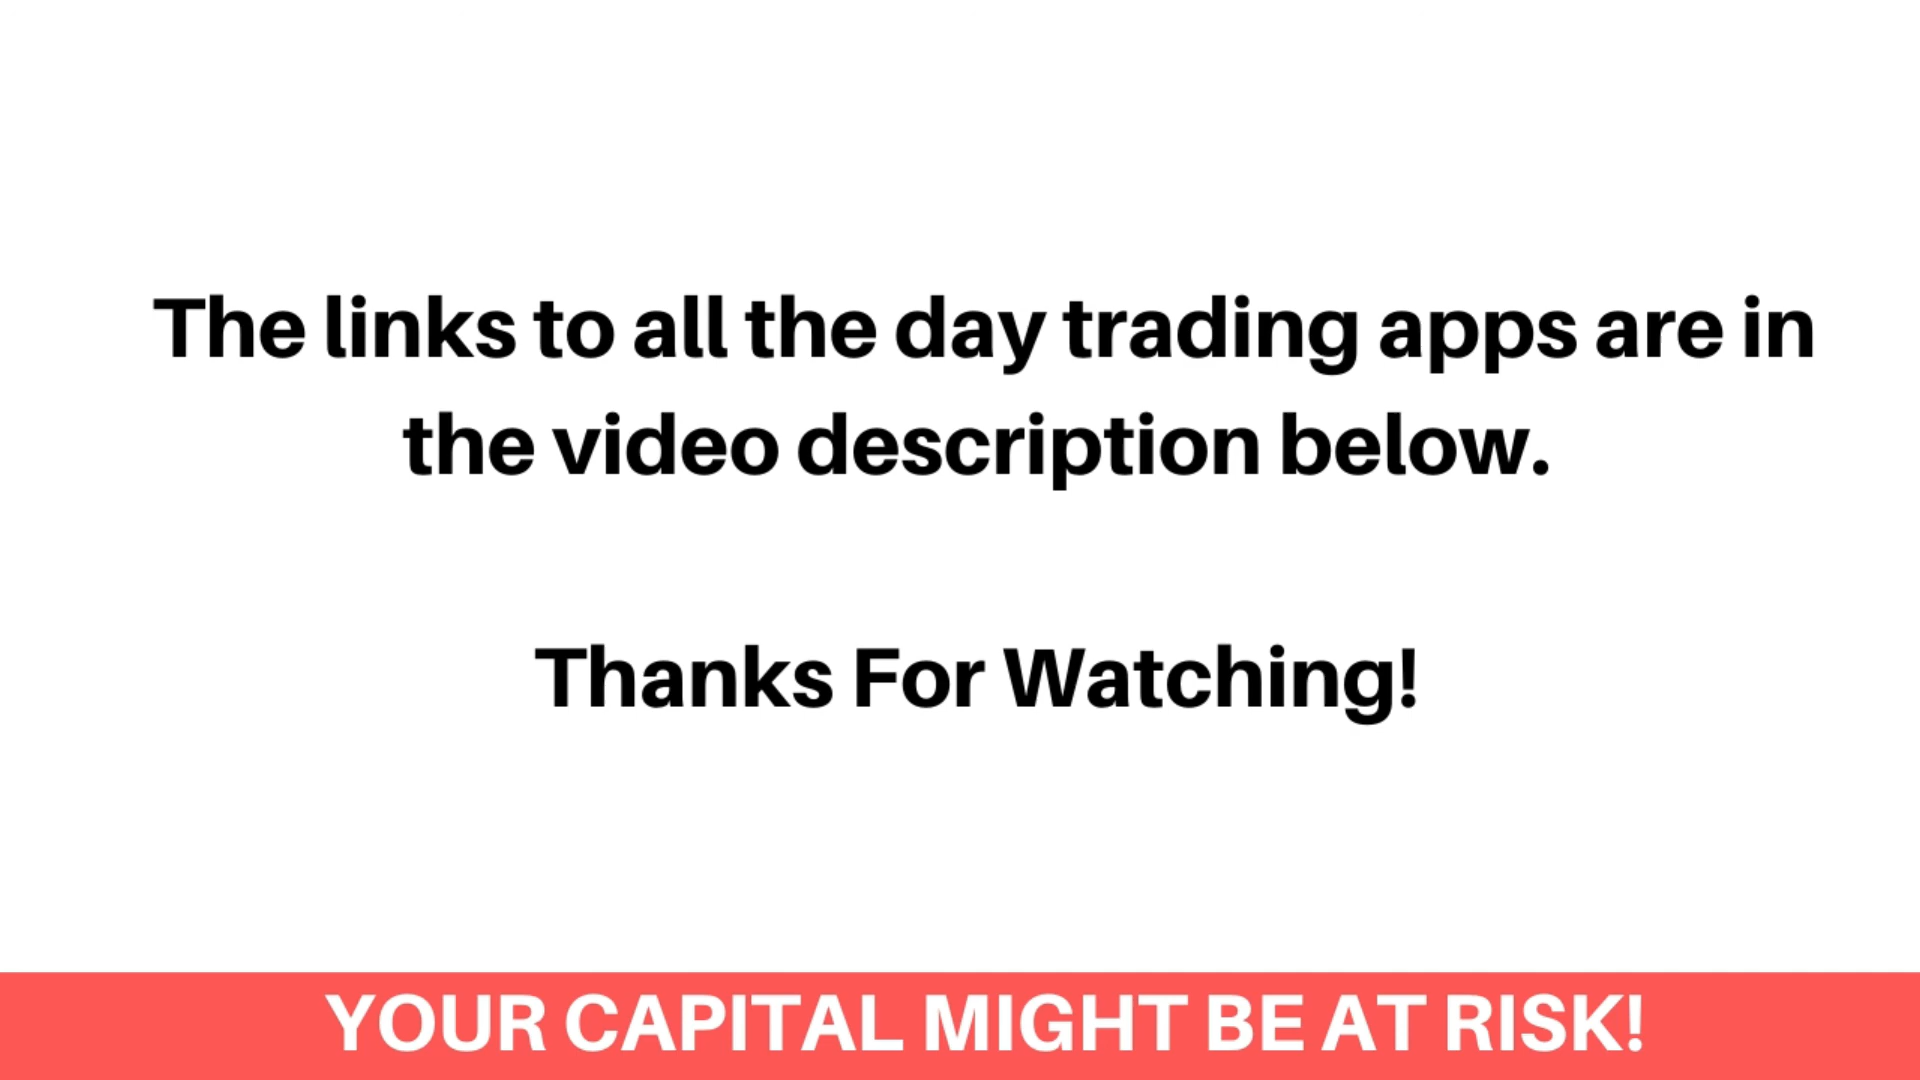 The links to all the day trading apps are in
the video description below.
Thanks For Watching!
YOUR CAPITAL MIGHT BE AT RISK!